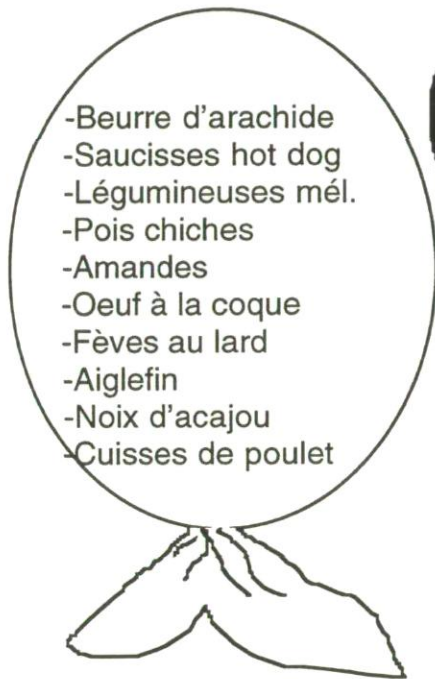 -Beurre d'arachide
-Saucisses hot dog
-Légumineuses mél.
-Pois chiches
-Amandes
-Oeuf à la coque
-Fèves au lard
-Aiglefin
-Noix d'acajou
-Cuisses de poulet